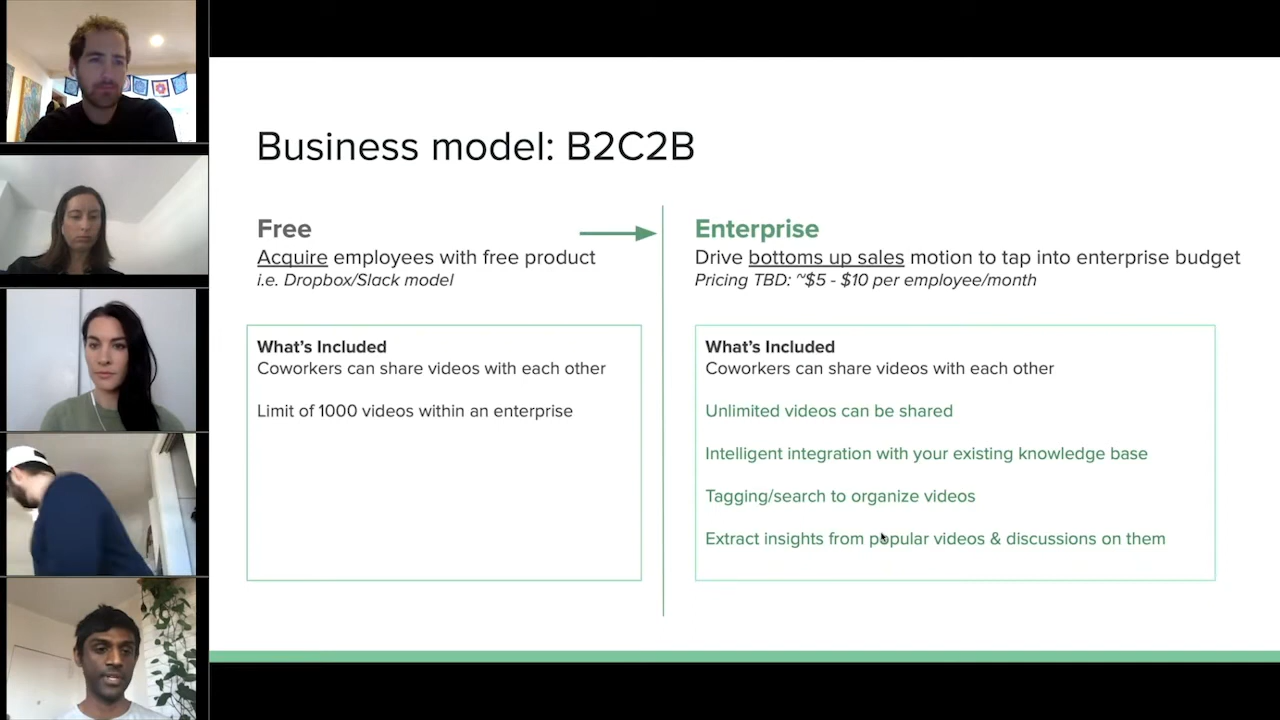 Business model: B2C2B
Free
Acquire employees with free product
i.e. Dropbox/Slack model
What's Included
Coworkers can share videos with each other
Limit of 1000 videos within an enterprise
Enterprise
Drive bottoms up sales motion to tap into enterprise budget
Pricing TBD: ~$5 - $10 per employee/month
What's Included
Coworkers can share videos with each other
Unlimited videos can be shared
Intelligent integration with your existing knowledge base
Tagging/search to organize videos
Extract insights from popular videos & discussions on them